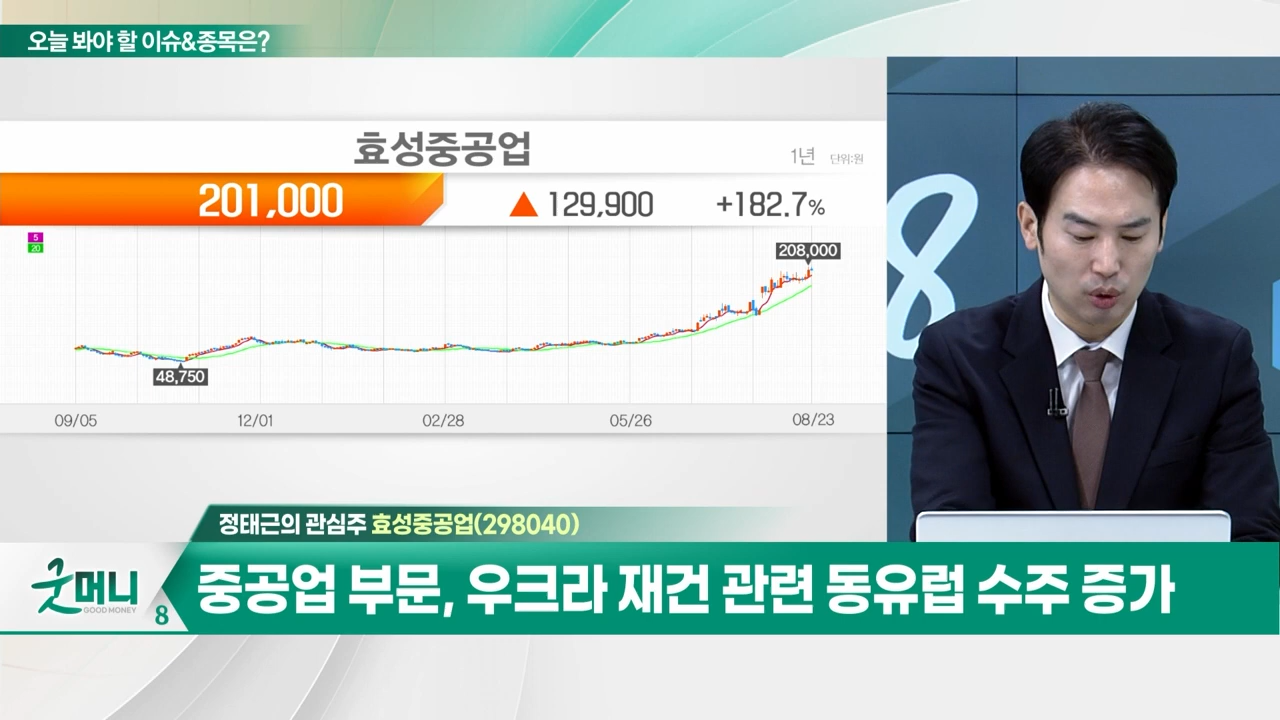 오늘 봐야 할 이슈&종목은?
효성중공업
1년 단위:원
201,000 ▲ 129,900 +182.7%
5
20
208,000
48,750
09/05 12/01 02/28 05/26 08/23
8
정태근의 관심주 효성중공업(298040)
중공업 부문, 우크라 재건 관련 동유럽 수주 증가
굿머니
GOOD MONEY
8